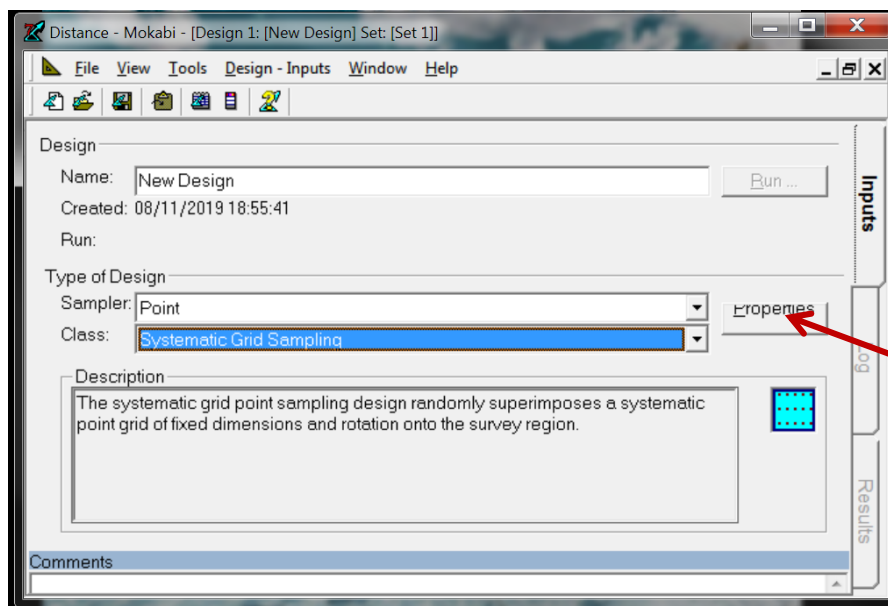 Distance - Mokabi - [Design 1: [New Design] Set: [Set 1]]
File View Tools Design - Inputs Window Help
Design
Name: New Design Run ...
Created: 08/11/2019 18:55:41
Run:
Type of Design
Sampler: Point Properties
Class: Systematic Grid Sampling
Description
The systematic grid point sampling design randomly superimposes a systematic
point grid of fixed dimensions and rotation onto the survey region.
Comments
Inputs
Log
Results